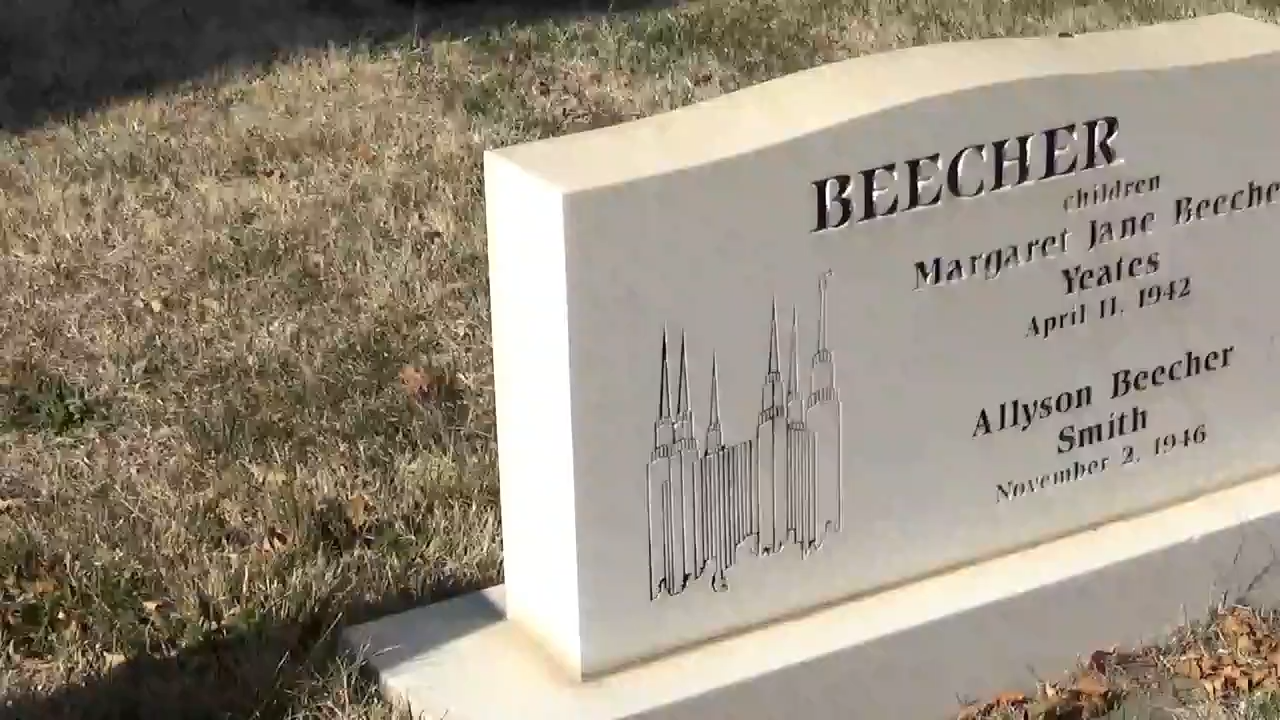 BEECHER
children
Margaret Jane Beeche
Yeates
April 11, 1942
Allyson Beecher
Smith
November 2, 1946